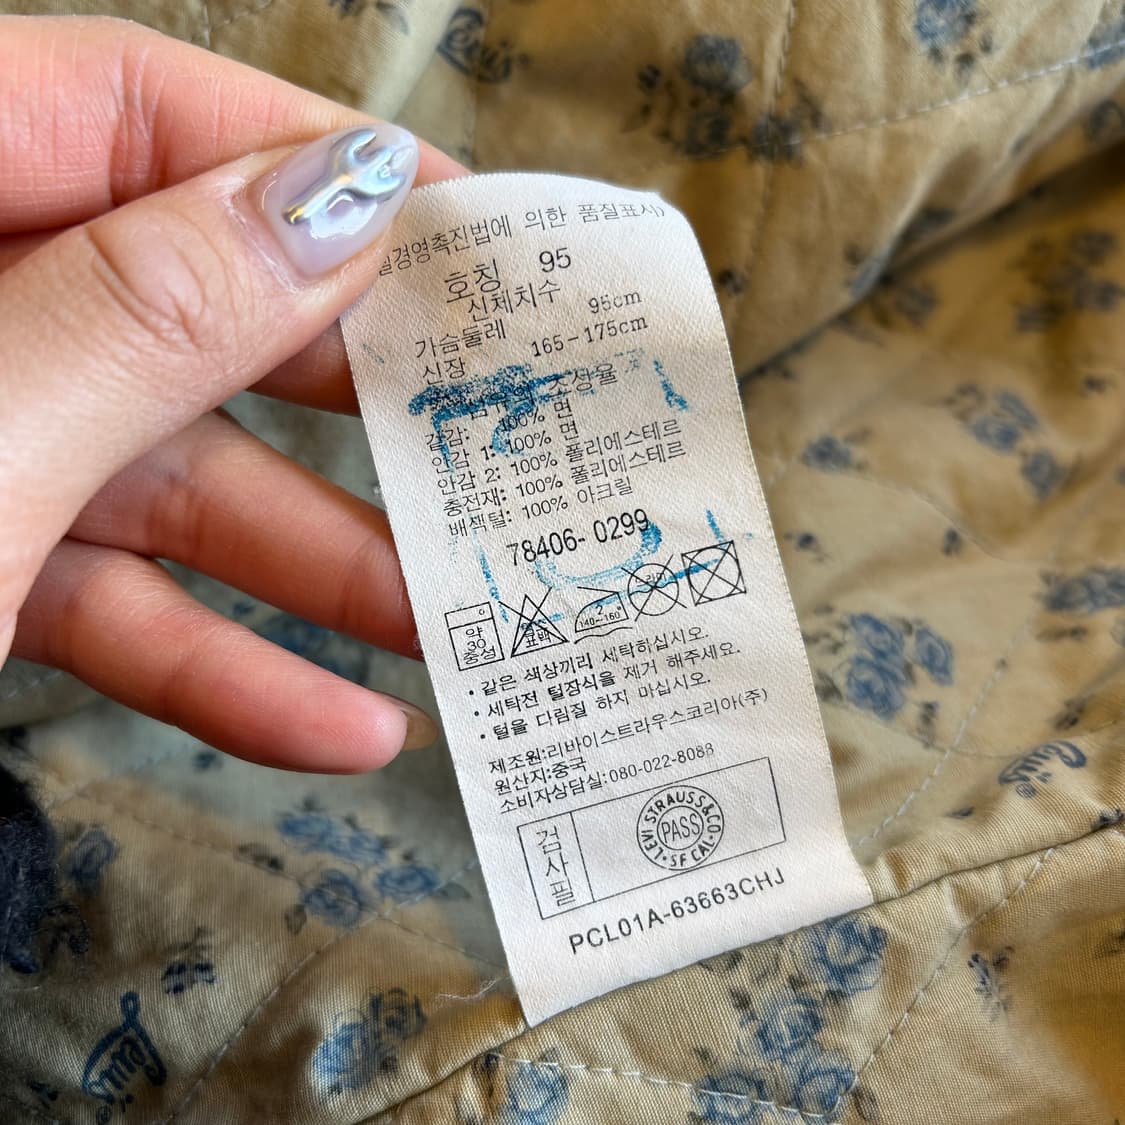 경영촉진법에 의한 품질표시)
호칭 95
신체치수
가슴둘레 95cm
신장 165-175cm
조성율
겉감: 100% 면
안감 1: 100% 면
안감 2: 100% 폴리에스테르
충전재: 100% 폴리에스테르
배색털: 100% 아크릴
78406-0299
약
30
중성
표백
2
140~160
드라이
• 같은 색상끼리 세탁하십시오.
• 세탁전 털장식을 제거 해주세요.
• 털을 다림질 하지 마십시오.
제조원:리바이스트라우스코리아(주)
원산지:중국
소비자상담실:080-022-8088
검사필
LEVI STRAUSS & CO.
PASS
SF CAL
PCL01A-63663CHJ
Levi's
Levi's
Levi's